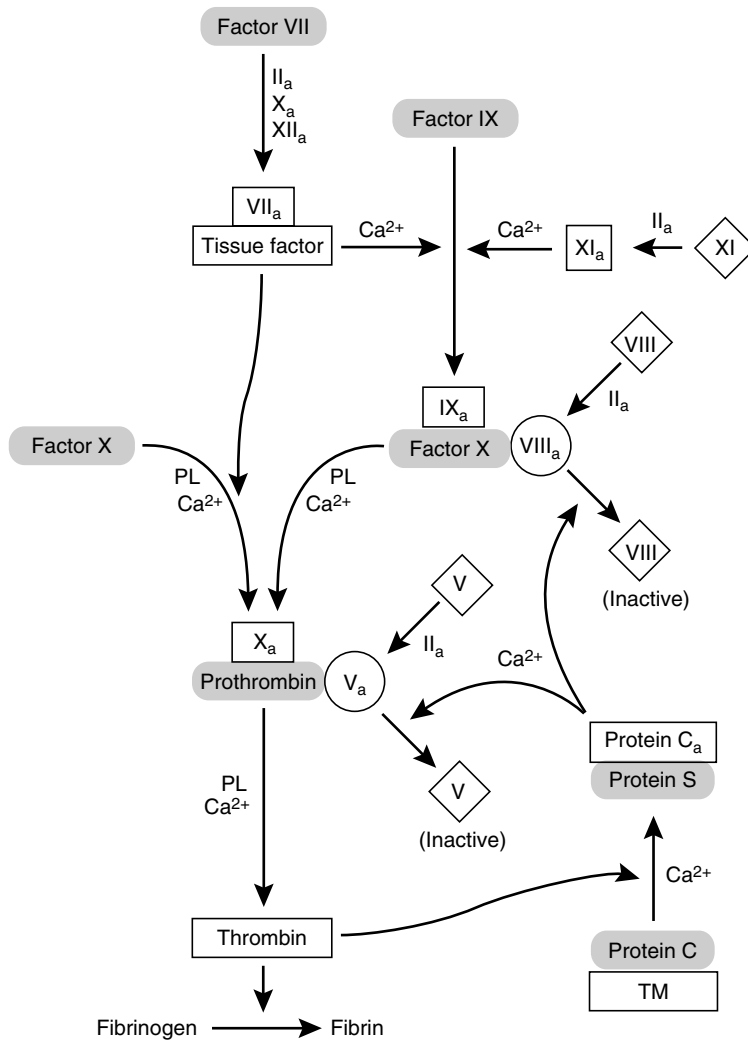 Factor VII
IIₐ
Xₐ
XIIₐ
Factor IX
VIIₐ
Tissue factor
Ca²⁺
Ca²⁺
XIₐ
IIₐ
XI
VIII
IIₐ
IXₐ
Factor X
VIIIₐ
Factor X
PL
Ca²⁺
PL
Ca²⁺
VIII
(Inactive)
V
IIₐ
Xₐ
Prothrombin
Vₐ
Ca²⁺
V
(Inactive)
PL
Ca²⁺
Protein Cₐ
Protein S
Ca²⁺
Thrombin
Protein C
TM
Fibrinogen
Fibrin